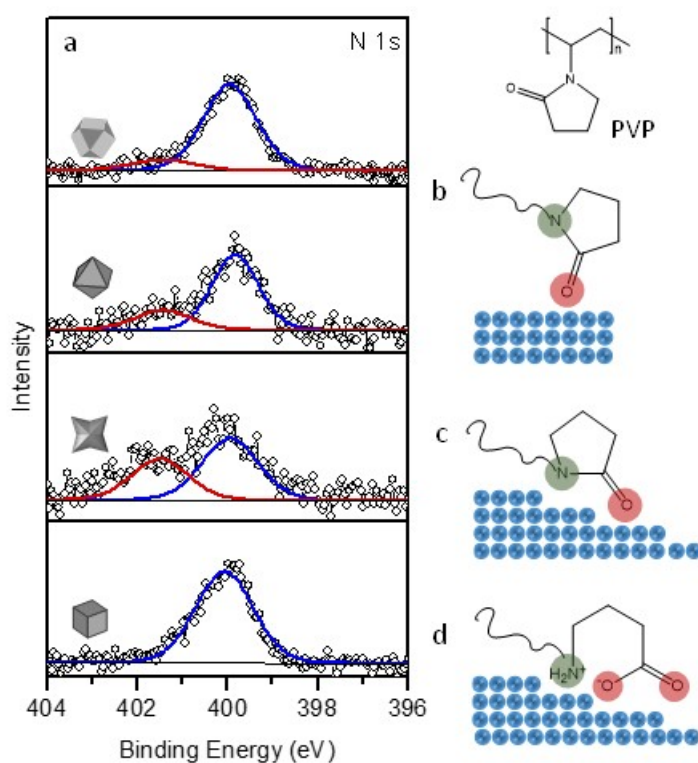 a
N 1s
Intensity
404 402 400 398 396
Binding Energy (eV)
[ ]n
N
O
PVP
b
N
O
c
N
O
d
H₂N⁺
⁻O
O